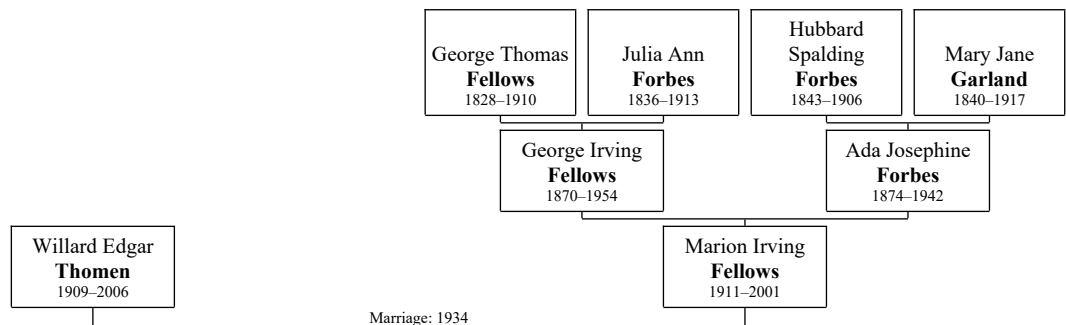 George Thomas
Fellows
1828–1910
Julia Ann
Forbes
1836–1913
Hubbard
Spalding
Forbes
1843–1906
Mary Jane
Garland
1840–1917
George Irving
Fellows
1870–1954
Ada Josephine
Forbes
1874–1942
Willard Edgar
Thomen
1909–2006
Marion Irving
Fellows
1911–2001
Marriage: 1934